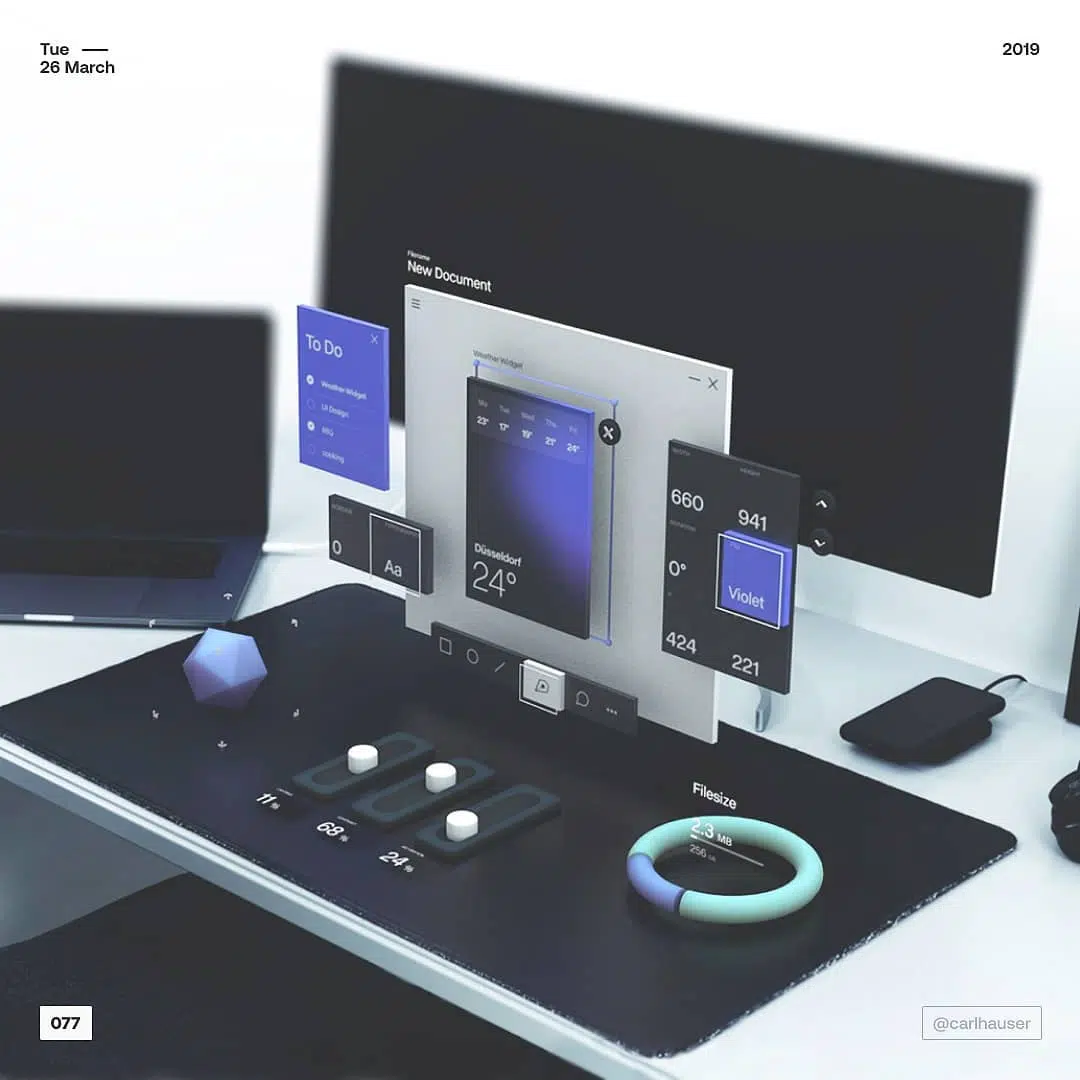 Tue —
26 March
2019
Filename
New Document
To Do
Weather Widget
UI Design
BBQ
cooking
Weather Widget
Mo Tue Wed Thu Fri
23° 17° 19° 21° 24°
Düsseldorf
24°
0
Aa
660
941
0°
Violet
424
221
11 %
68 %
24 %
Filesize
2.3 MB
256 GB
077
@carlhauser